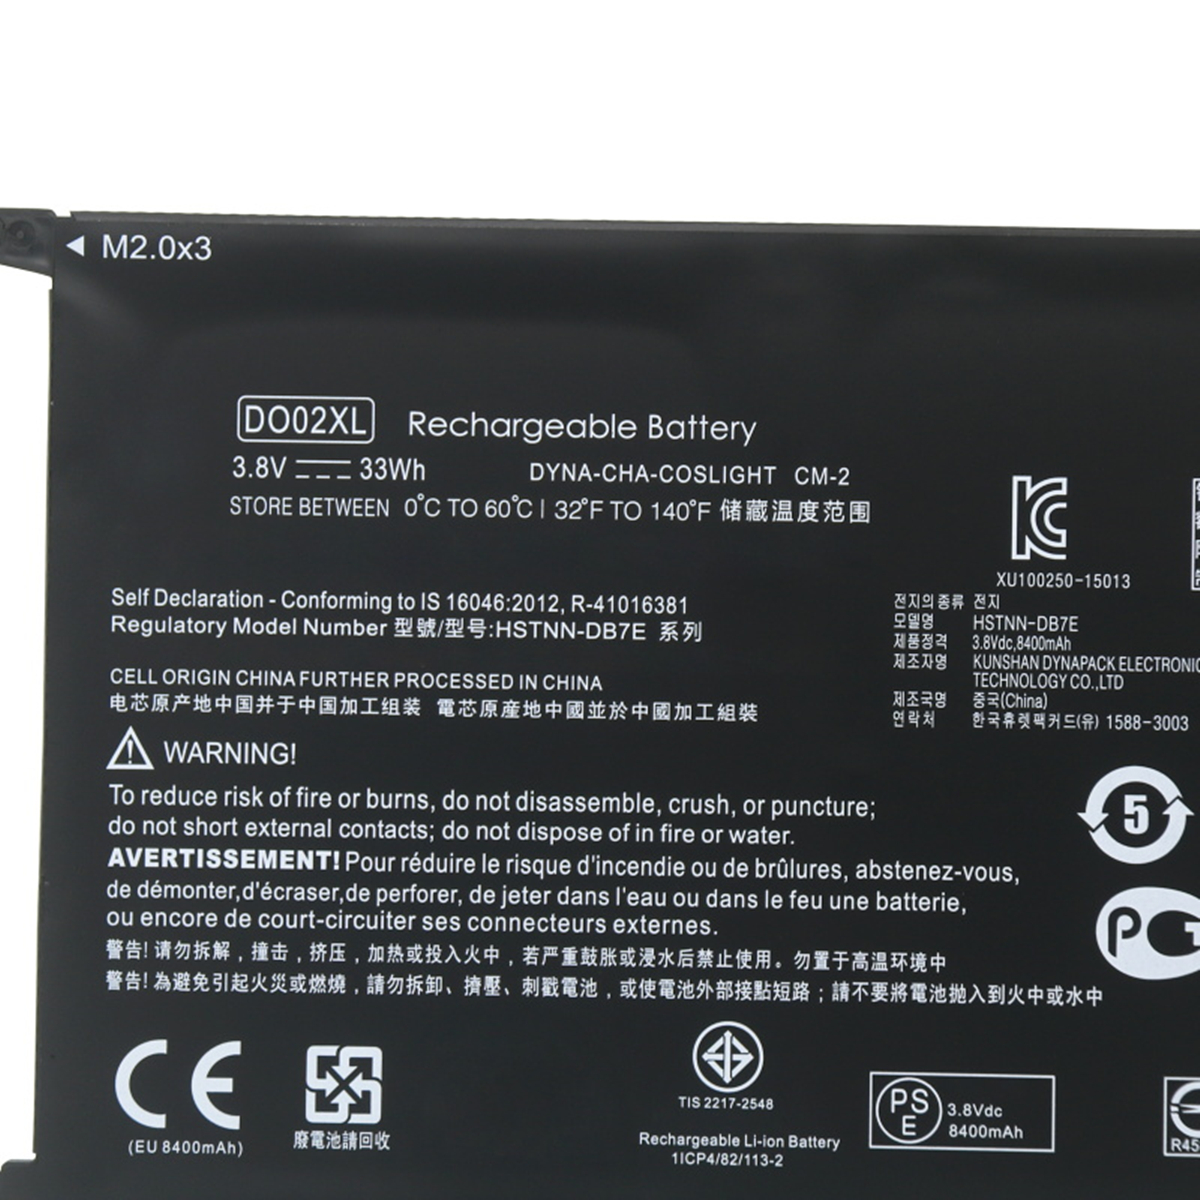 M2.0x3
DO02XL Rechargeable Battery
3.8V 33Wh DYNA-CHA-COSLIGHT CM-2
STORE BETWEEN 0°C TO 60°C | 32°F TO 140°F 储藏温度范围
XU100250-15013
Self Declaration - Conforming to IS 16046:2012, R-41016381
Regulatory Model Number 型號/型号:HSTNN-DB7E 系列
전지의종류 전지
모델명 HSTNN-DB7E
제품정격 3.8Vdc,8400mAh
제조자명 KUNSHAN DYNAPACK ELECTRONIC
TECHNOLOGY CO.,LTD
제조국명 중국(China)
연락처 한국휴렛팩커드(유) 1588-3003
CELL ORIGIN CHINA FURTHER PROCESSED IN CHINA
电芯原产地中国并于中国加工组装 電芯原産地中國並於中國加工組裝
WARNING!
To reduce risk of fire or burns, do not disassemble, crush, or puncture;
do not short external contacts; do not dispose of in fire or water.
AVERTISSEMENT! Pour réduire le risque d'incendie ou de brûlures, abstenez-vous,
de démonter,d'écraser,de perforer, de jeter dans l'eau ou dans le feu une batterie,
ou encore de court-circuiter ses connecteurs externes.
警告! 请勿拆解，撞击，挤压，加热或投入火中，若严重鼓胀或浸水后禁止使用。勿置于高温环境中
警告! 為避免引起火災或燃燒，請勿拆卸、擠壓、刺戳電池，或使電池外部接點短路；請不要將電池拋入到火中或水中
5
CE
(EU 8400mAh)
廢電池請回收
TIS 2217-2548
Rechargeable Li-ion Battery
1ICP4/82/113-2
PSE 3.8Vdc
8400mAh
R45